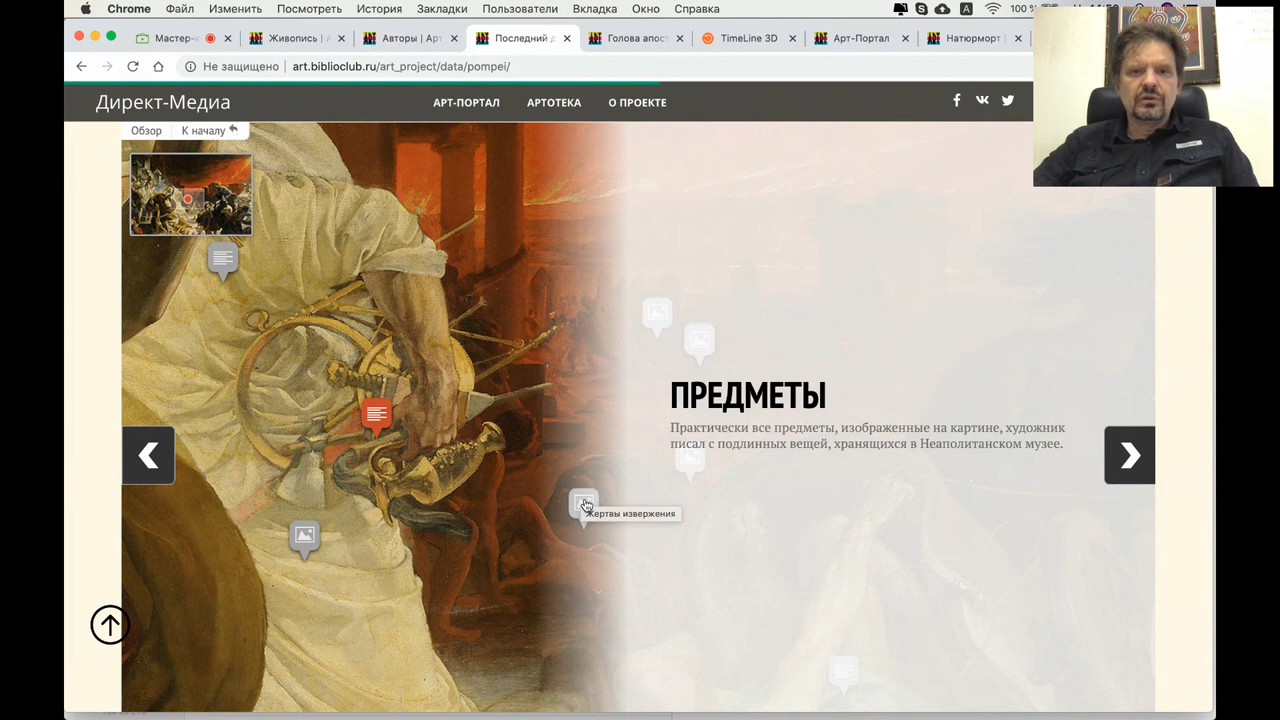 Chrome Файл Изменить Посмотреть История Закладки Пользователи Вкладка Окно Справка
A 100
Мастер-
Живопись | А
Авторы | Арт
Последний д
Голова апост
TimeLine 3D
Арт-Портал
Натюрморт |
Не защищено art.biblioclub.ru/art_project/data/pompei/
Директ-Медиа АРТ-ПОРТАЛ АРТОТЕКА О ПРОЕКТЕ
Обзор К началу
ПРЕДМЕТЫ
Практически все предметы, изображенные на картине, художник
писал с подлинных вещей, хранящихся в Неаполитанском музее.
Жертвы извержения